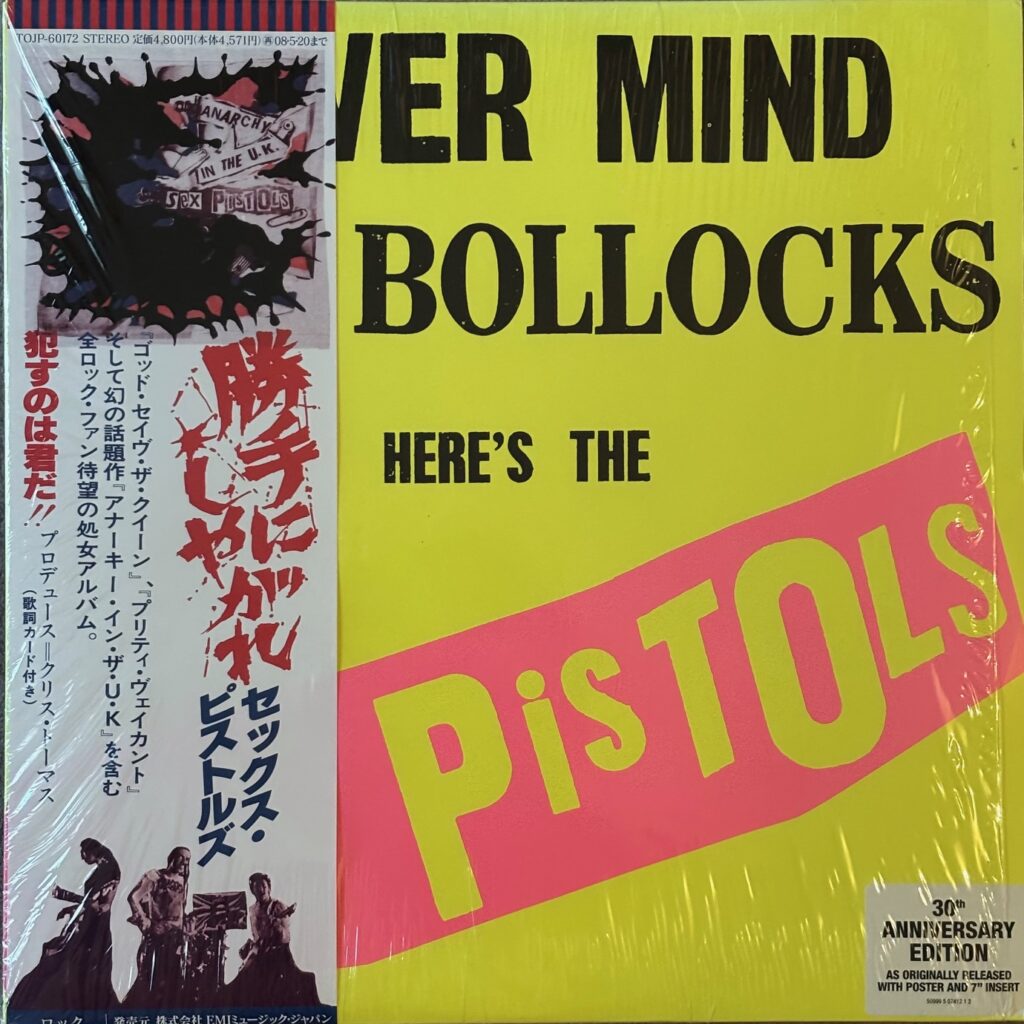 TOJP-60172 STEREO 定価4,800円(本体4,571円)再08・5・20まで
ANARCHY
IN THE U.K.
SEX PISTOLS
勝手に
しやがれ
セックス・
ピストルズ
『ゴッド・セイヴ・ザ・クイーン』、『プリティ・ヴェイカント』
そして幻の話題作『アナーキー・イン・ザ・U・K』を含む
全ロック・ファン待望の処女アルバム。
犯すのは君だ!!
プロデュース=クリス・トーマス
(歌詞カード付き)
ロック
発売元 株式会社 EMIミュージック・ジャパン
VER MIND
BOLLOCKS
HERE'S THE
PiSTOLS
30th
ANNIVERSARY
EDITION
AS ORIGINALLY RELEASED
WITH POSTER AND 7" INSERT
50999 5 07412 1 3